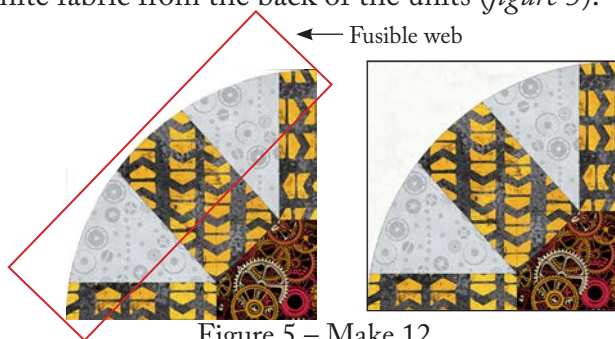 fabric from the back of the units (figure 5).
Fusible web
Figure 5 – Make 12